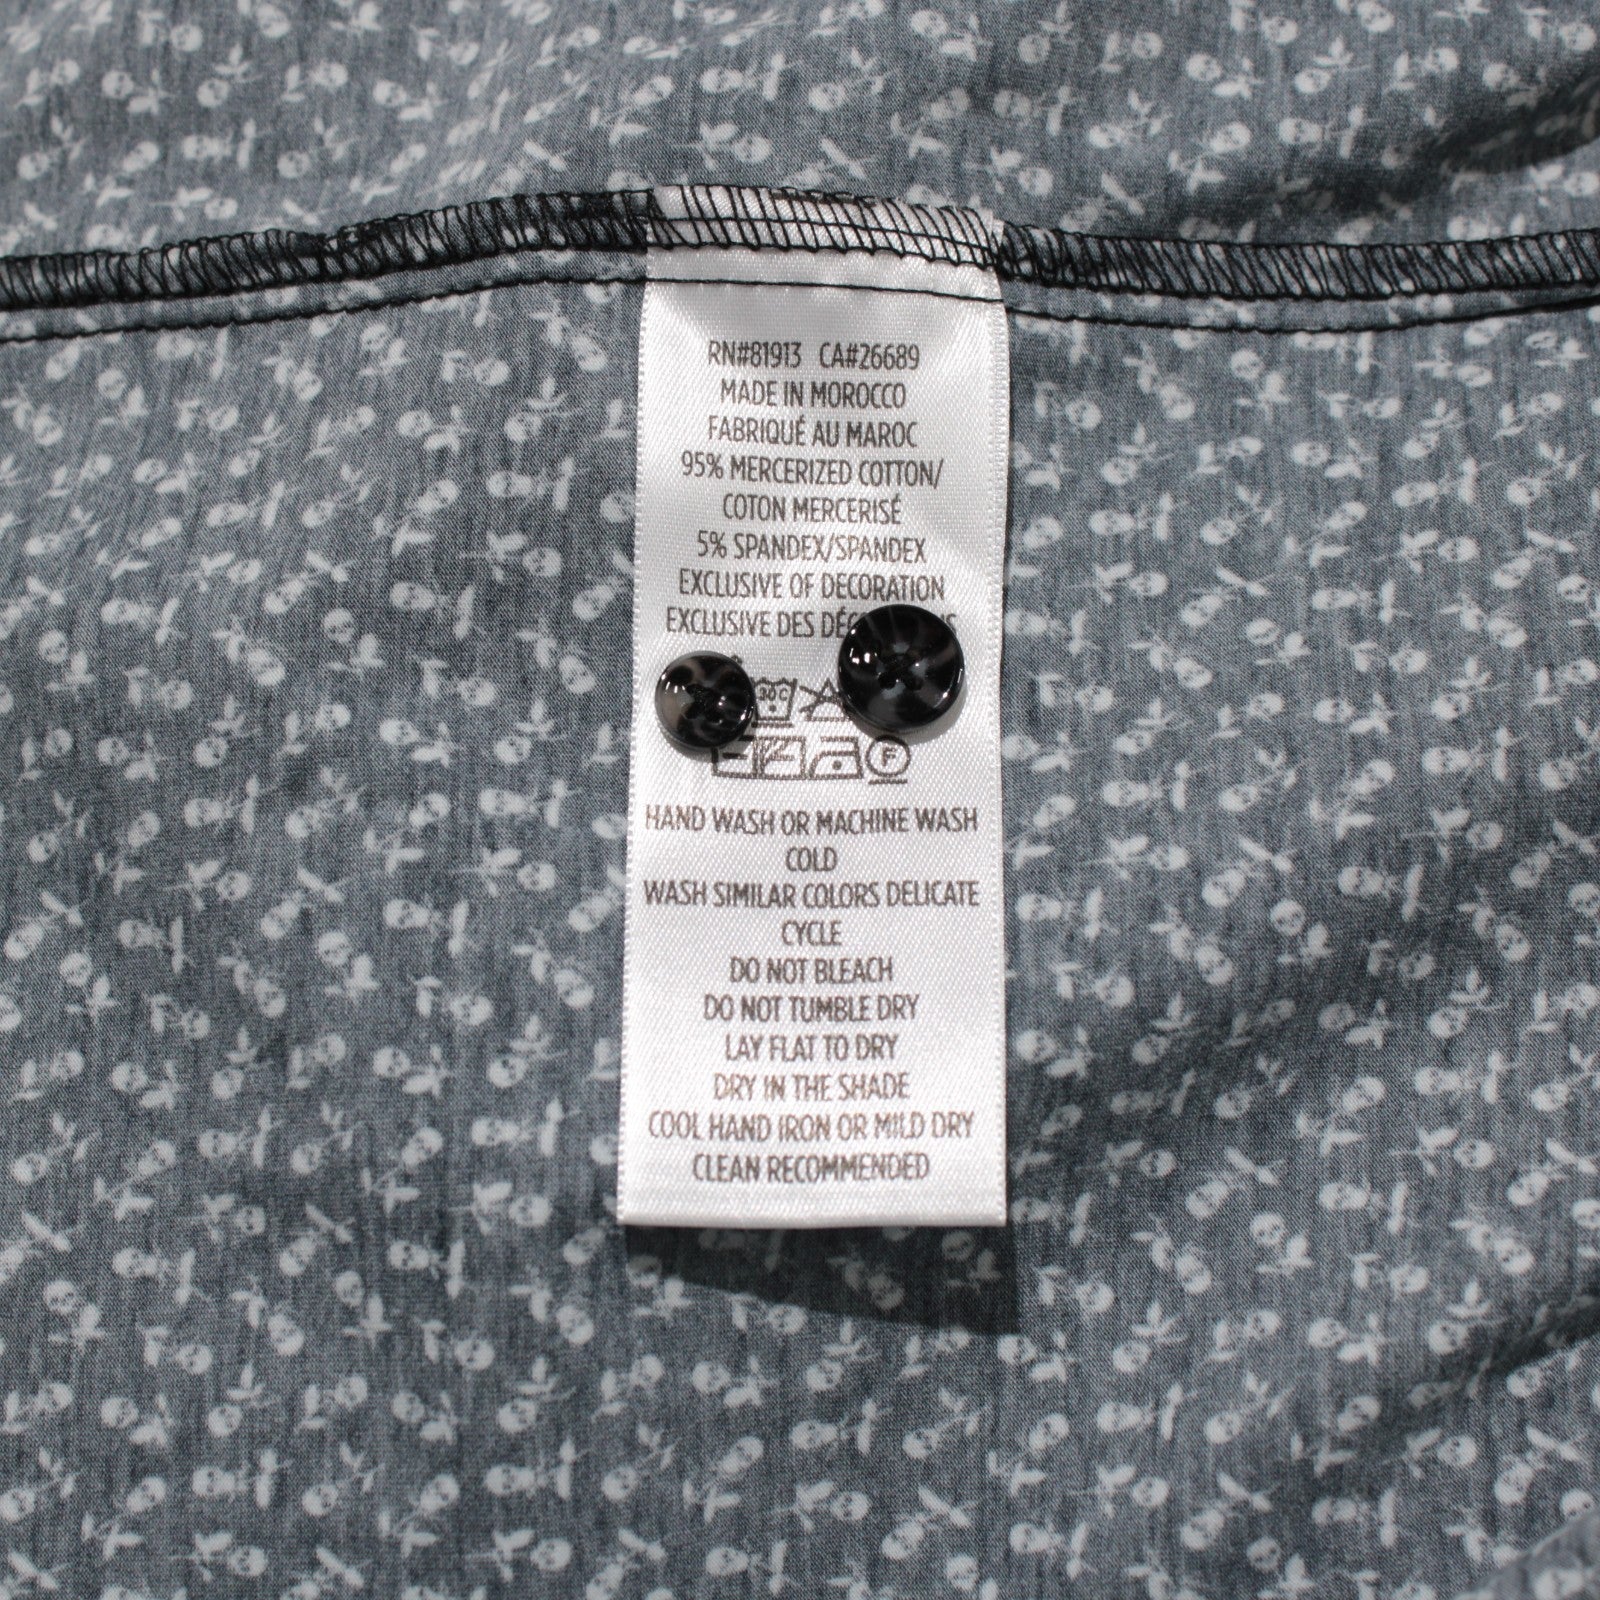 RN#81913 CA#26689
MADE IN MOROCCO
FABRIQUÉ AU MAROC
95% MERCERIZED COTTON/
COTON MERCERISÉ
5% SPANDEX/SPANDEX
EXCLUSIVE OF DECORATION
EXCLUSIVE DES
30C
F
HAND WASH OR MACHINE WASH
COLD
WASH SIMILAR COLORS DELICATE
CYCLE
DO NOT BLEACH
DO NOT TUMBLE DRY
LAY FLAT TO DRY
DRY IN THE SHADE
COOL HAND IRON OR MILD DRY
CLEAN RECOMMENDED